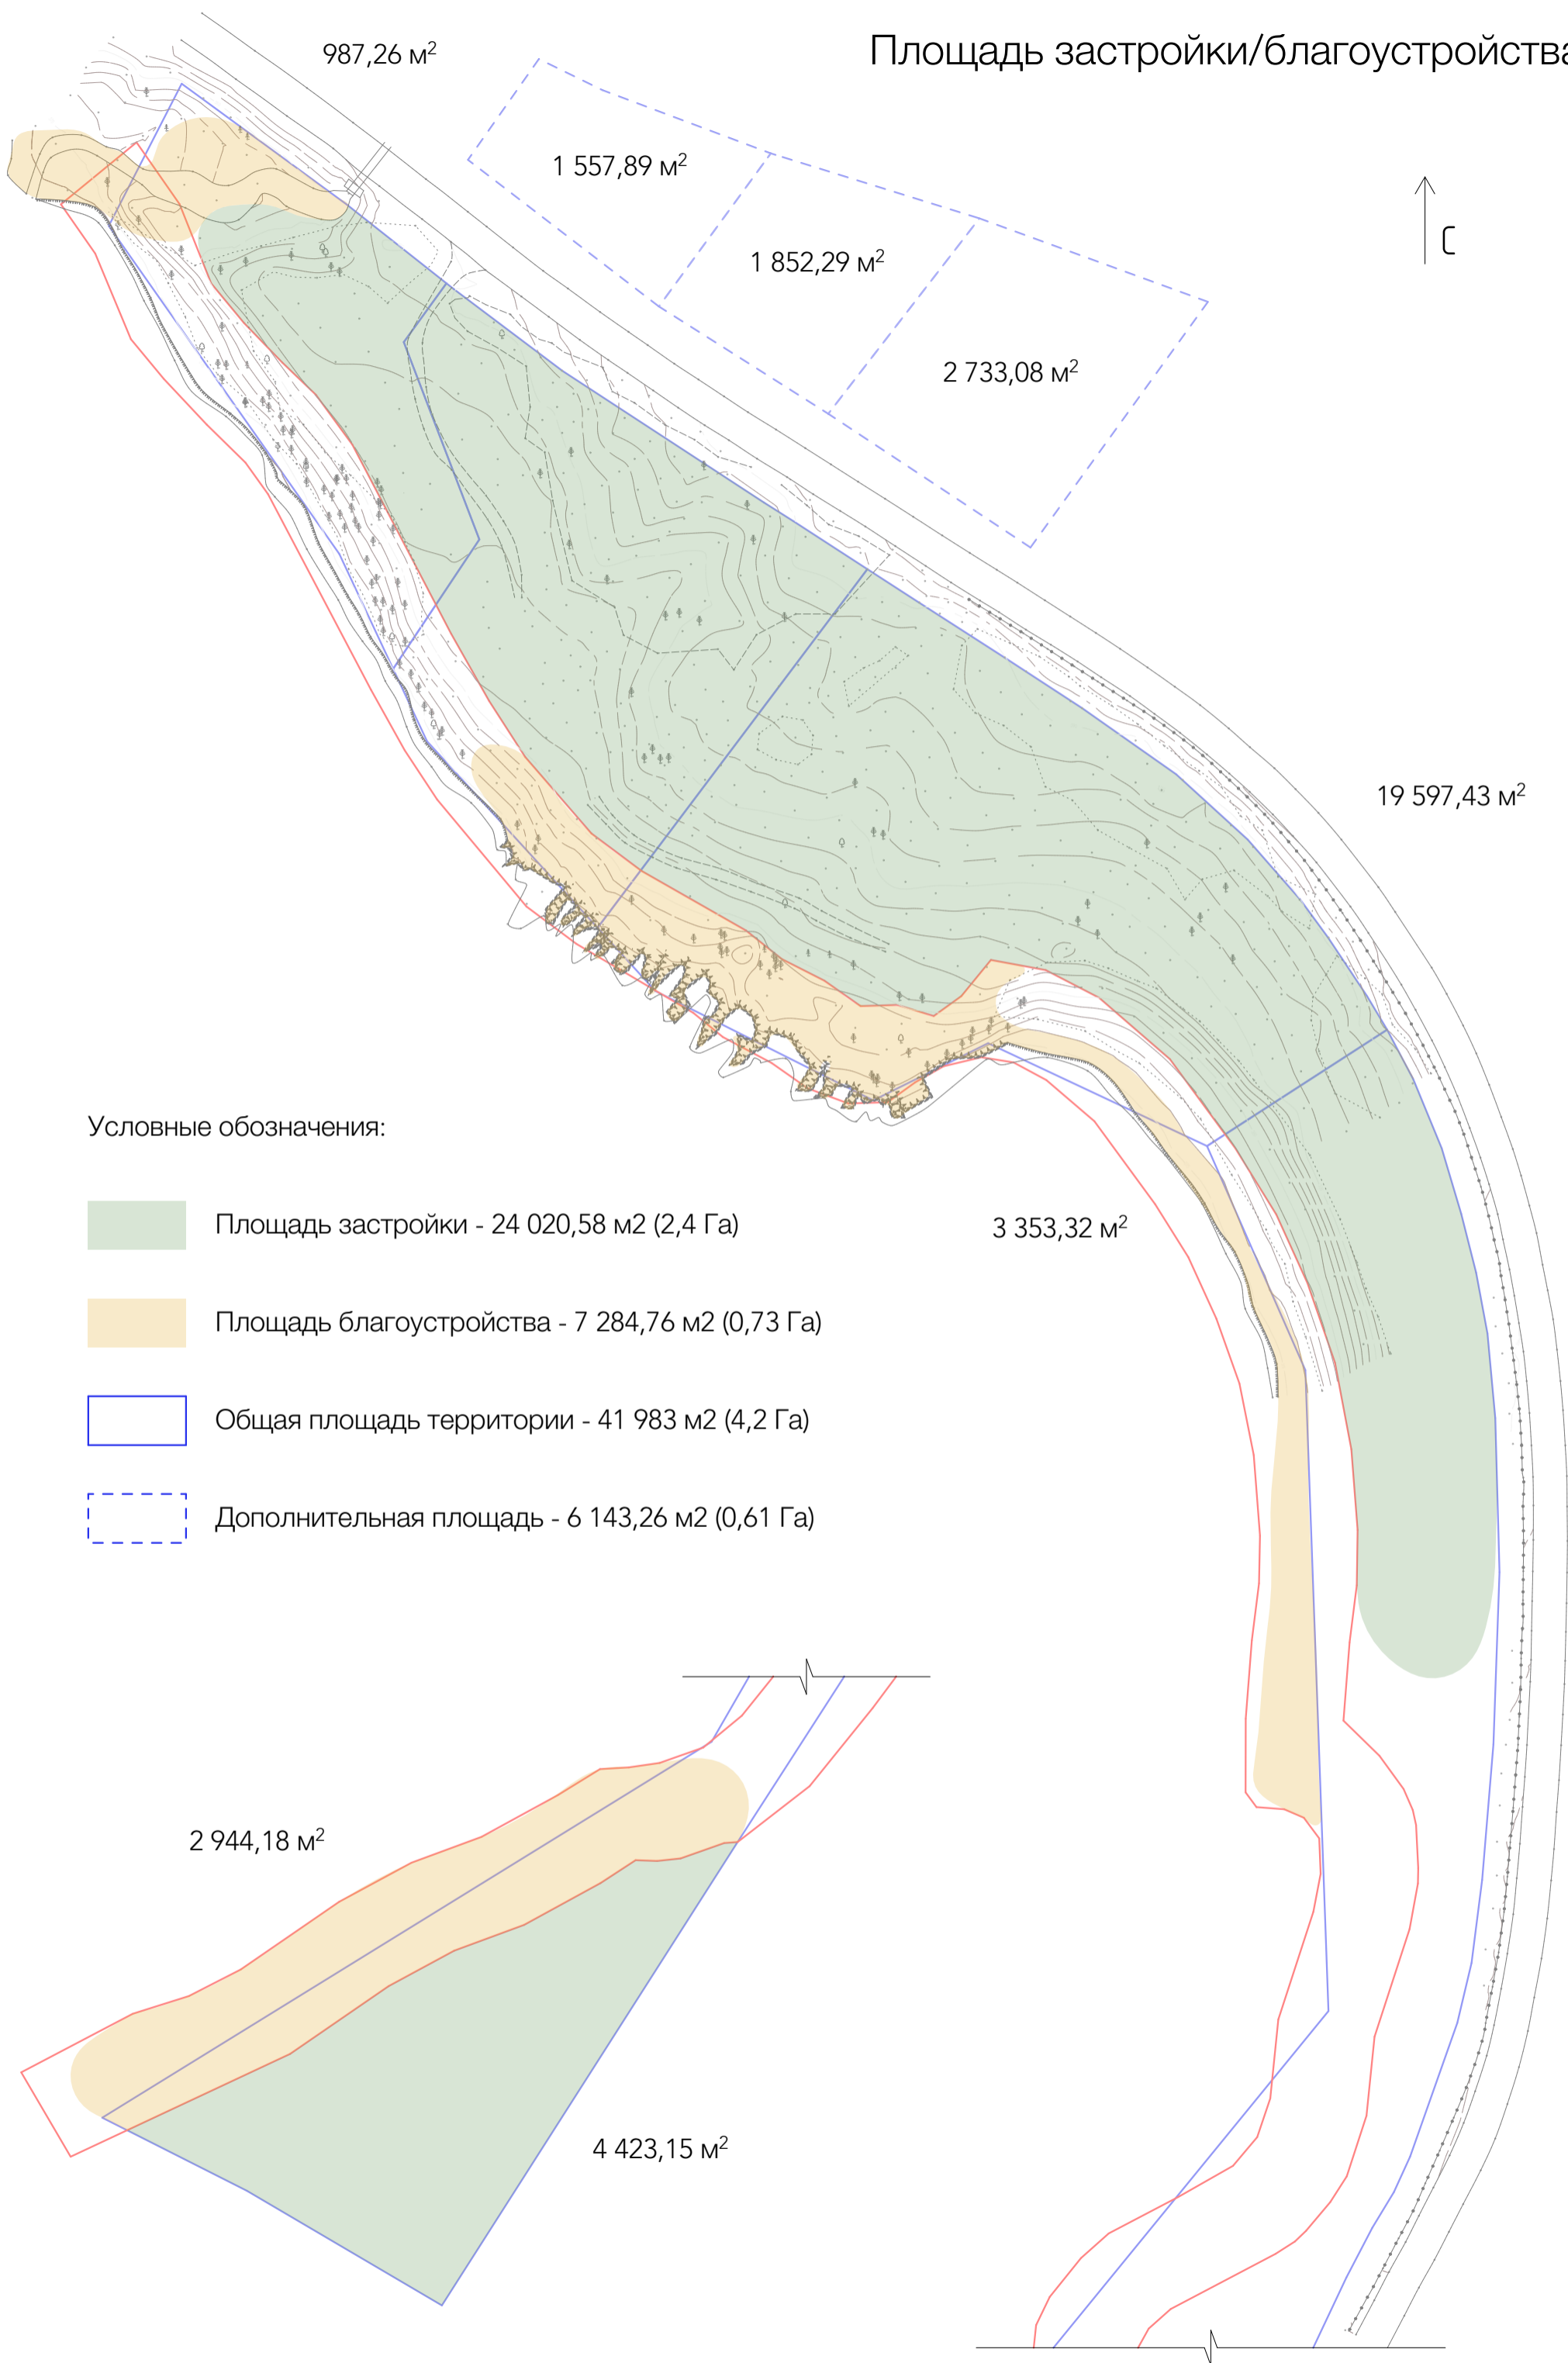 Площадь застройки/благоустройства
987,26 м²
1 557,89 м²
1 852,29 м²
2 733,08 м²
С
19 597,43 м²
Условные обозначения:
Площадь застройки - 24 020,58 м2 (2,4 Га)
3 353,32 м²
Площадь благоустройства - 7 284,76 м2 (0,73 Га)
Общая площадь территории - 41 983 м2 (4,2 Га)
Дополнительная площадь - 6 143,26 м2 (0,61 Га)
2 944,18 м²
4 423,15 м²